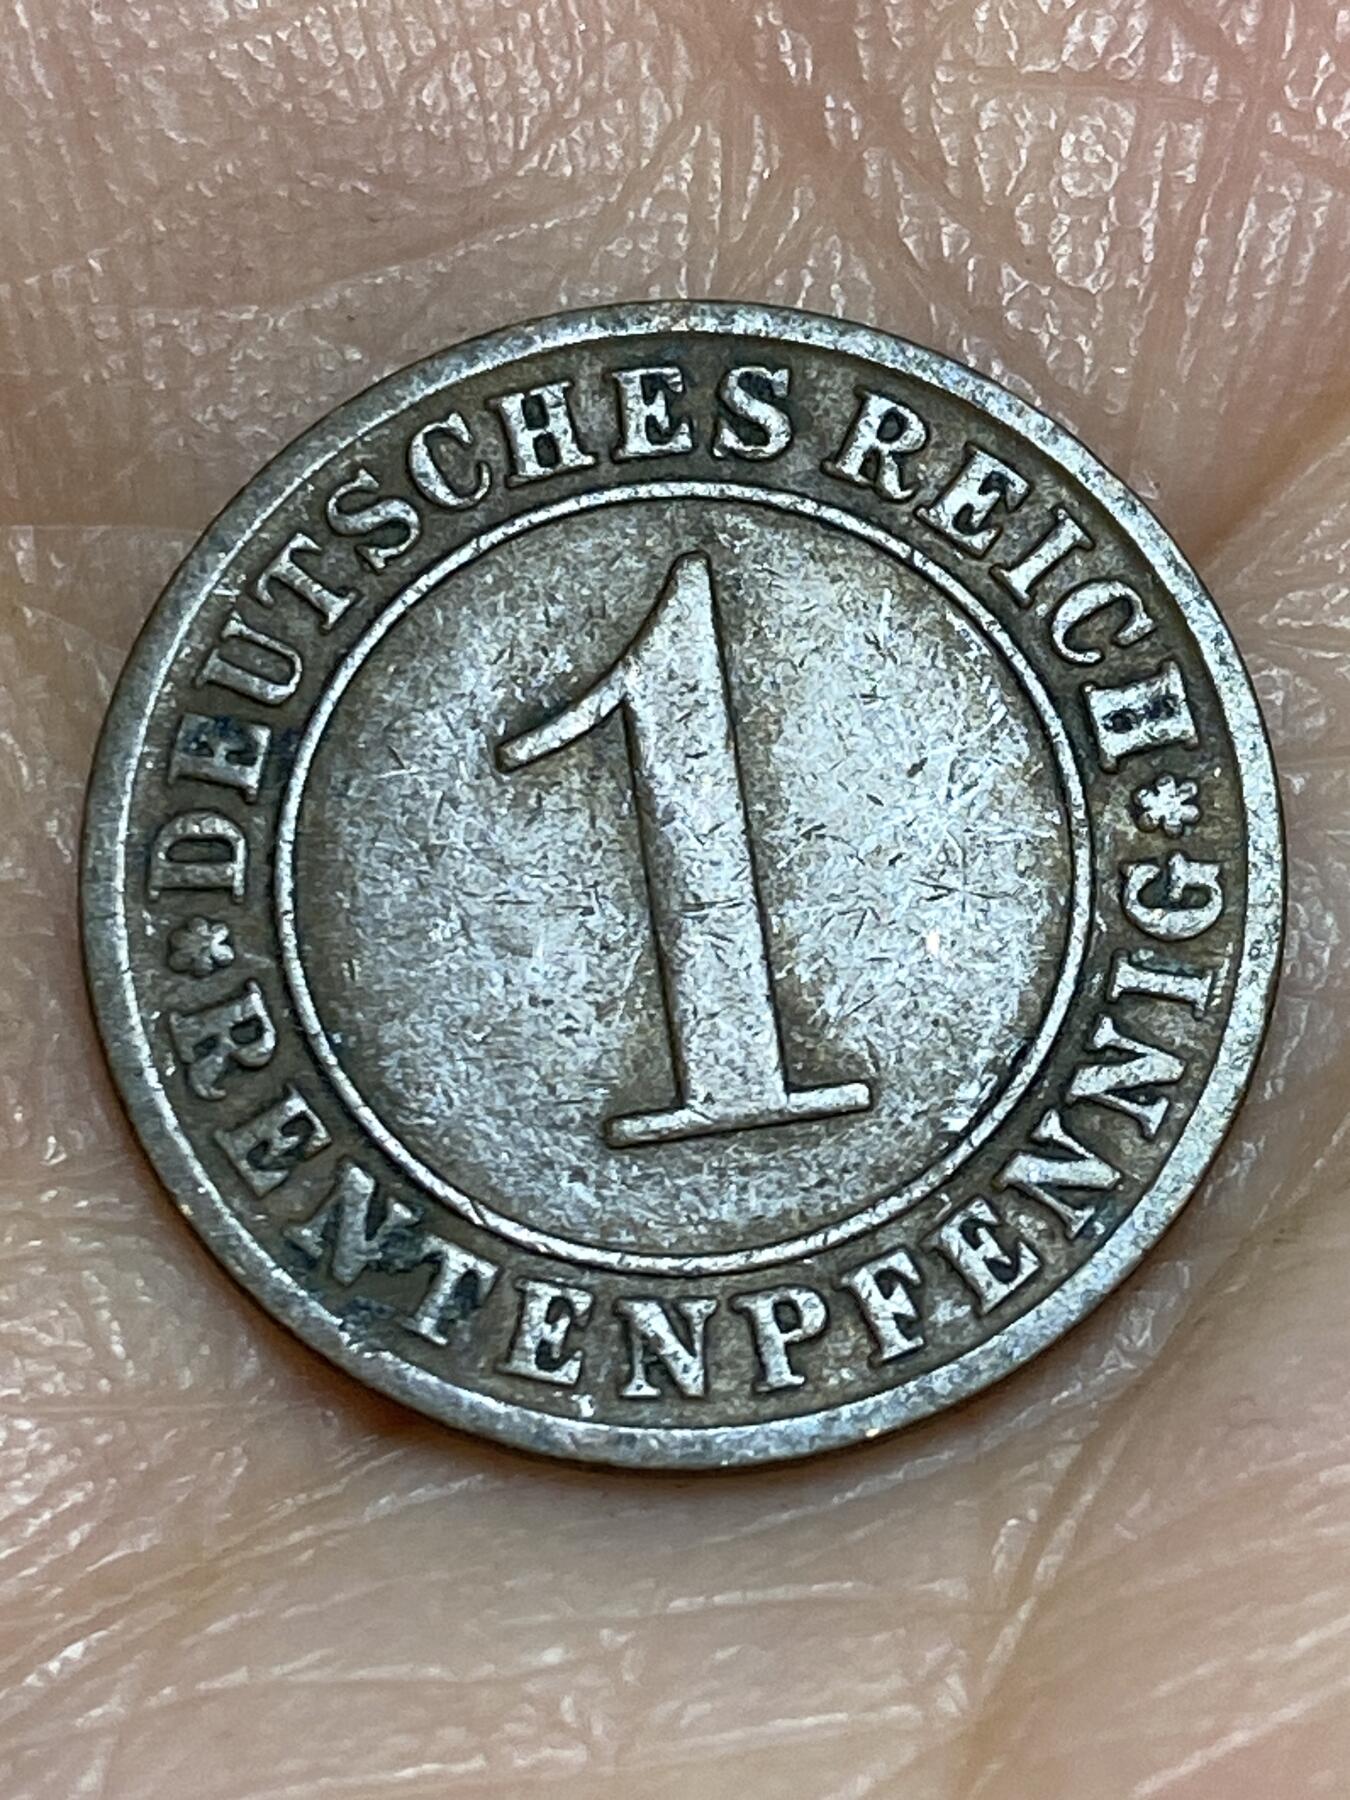 DEUTSCHES REICH
1
*RENTENPFENNIG*